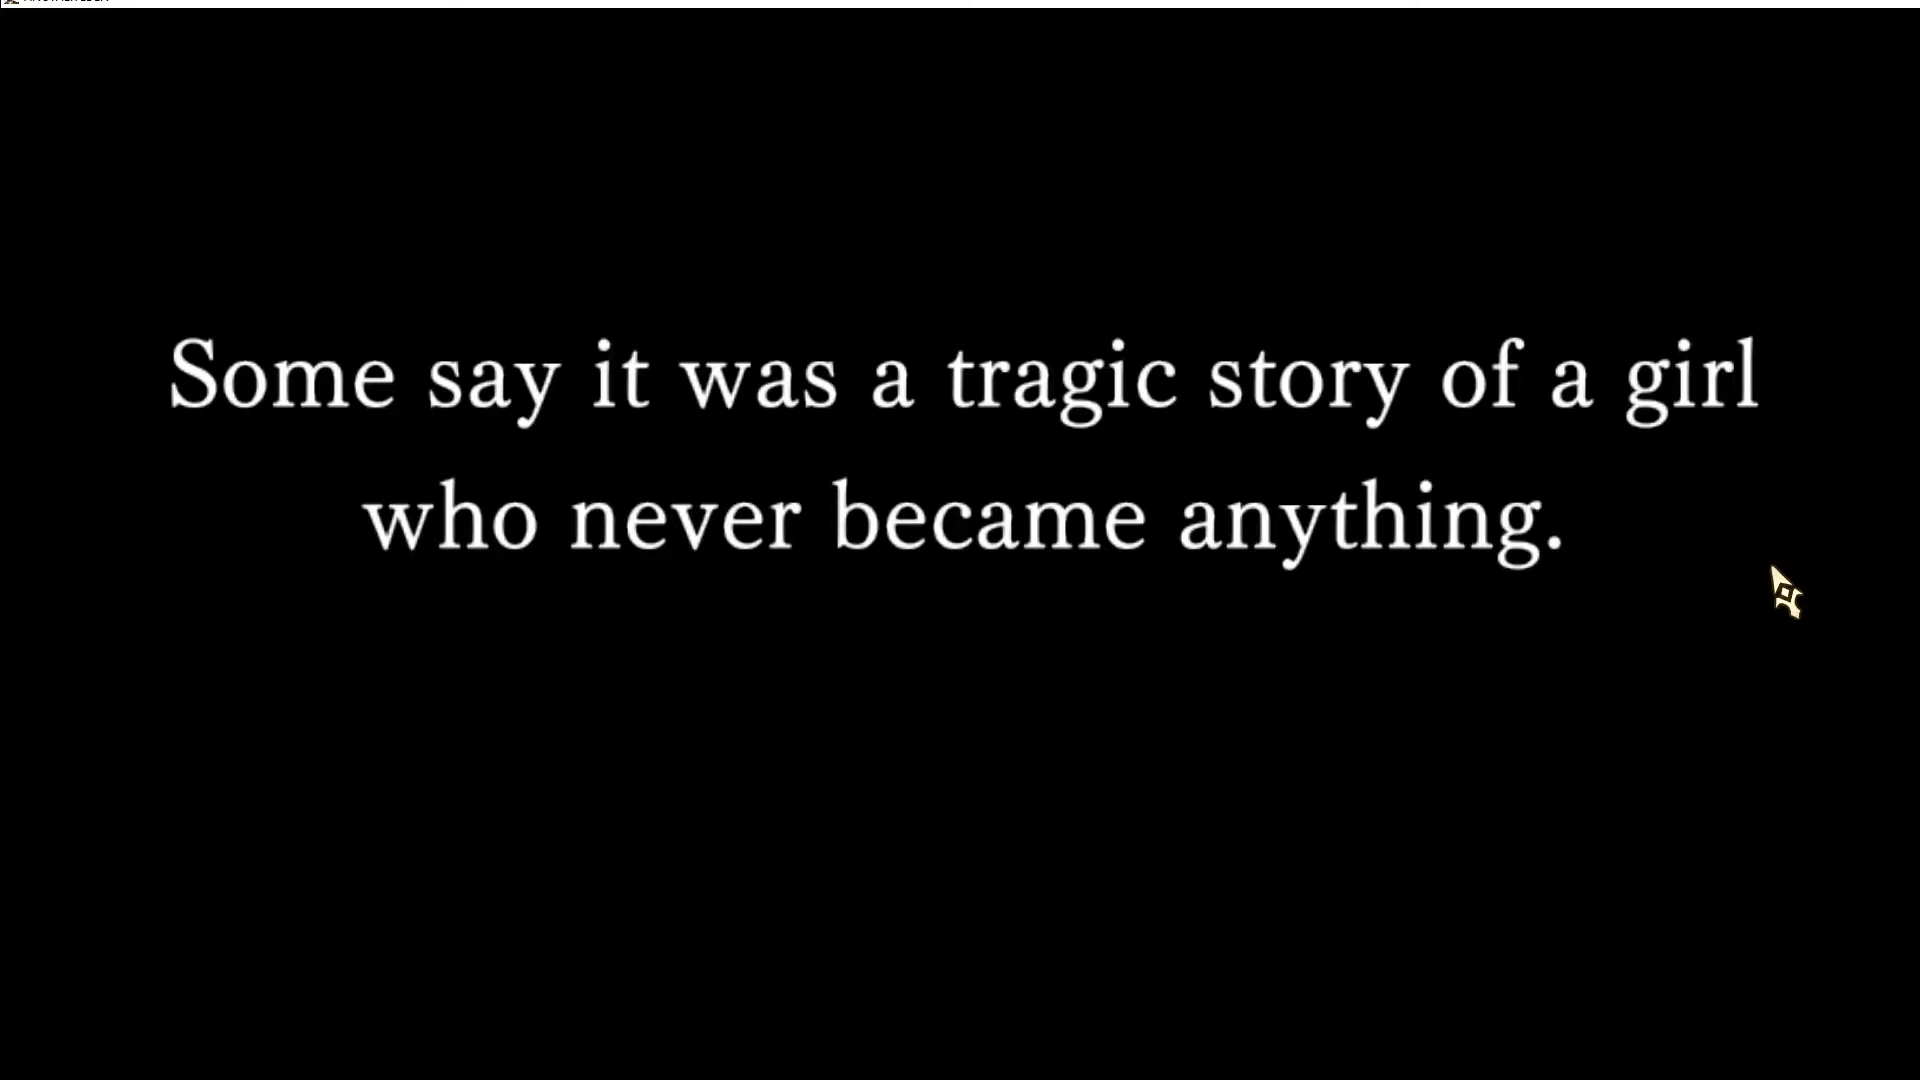 Some say it was a tragic story of a girl
who never became anything.